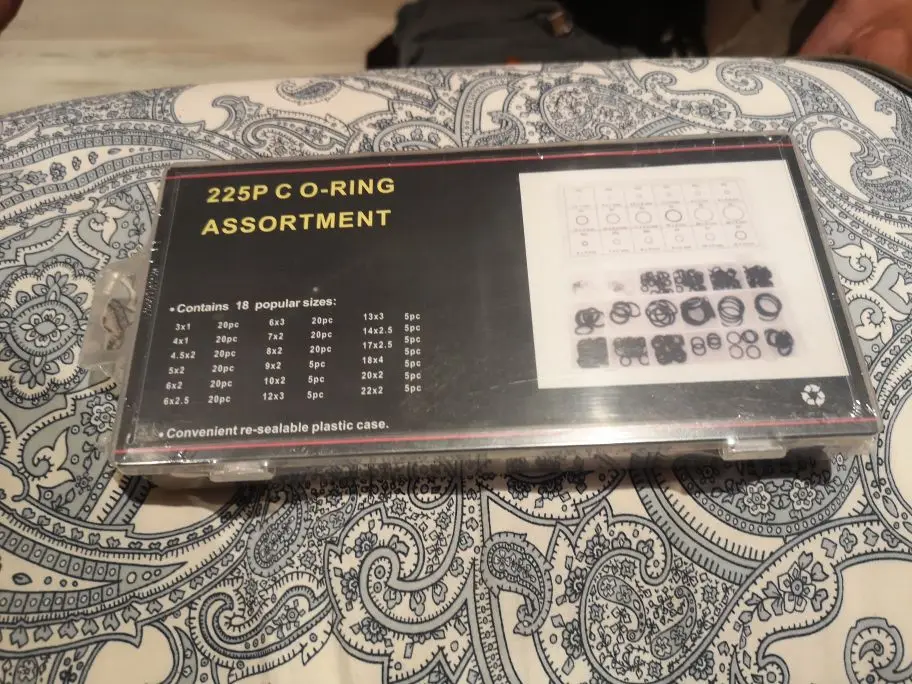 225P C O-RING
ASSORTMENT
•Contains 18 popular sizes:
3x1 20pc 6x3 20pc 13x3 5pc
4x1 20pc 7x2 20pc 14x2.5 5pc
4.5x2 20pc 8x2 20pc 17x2.5 5pc
5x2 20pc 9x2 5pc 18x4 5pc
6x2 20pc 10x2 5pc 20x2 5pc
6x2.5 20pc 12x3 5pc 22x2 5pc
•Convenient re-sealable plastic case.